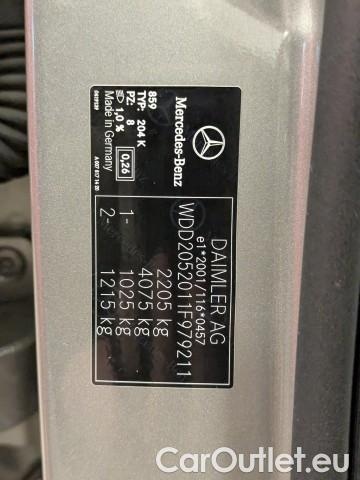 Mercedes-Benz
859
TYP: 204 K
PZ: 8
1,0 %
0,26
Made in Germany
DAIMLER AG
e1*2001/116*0457
WDD2052011F979211
2205 kg
4075 kg
1- 1025 kg
2- 1215 kg
CarOutlet.eu